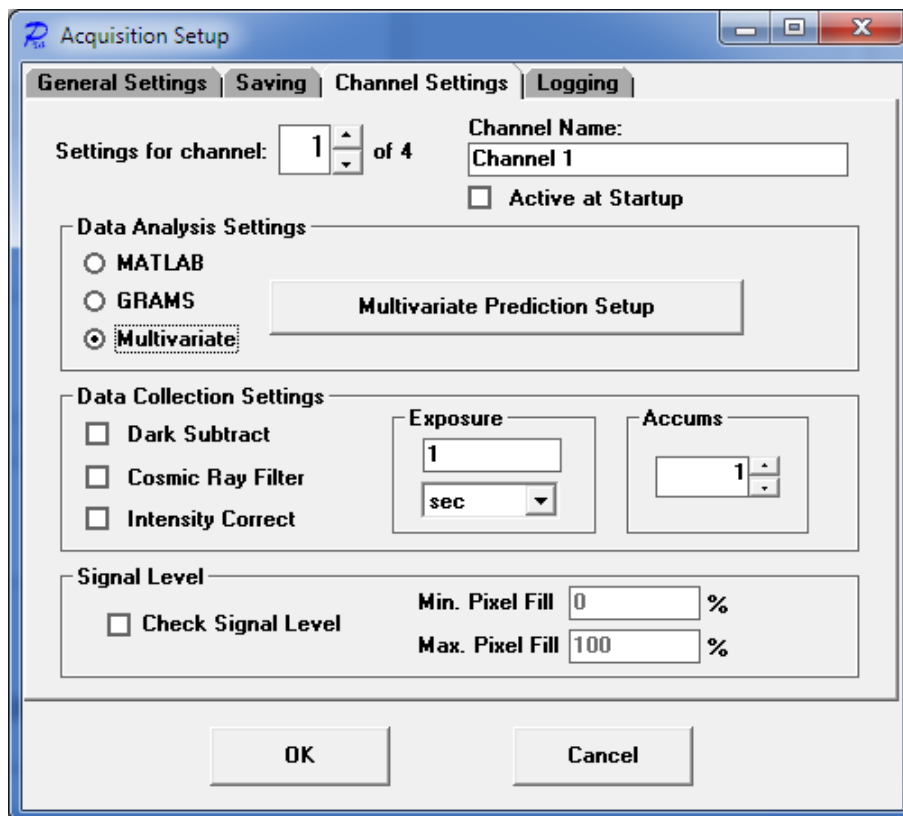 Acquisition Setup
General Settings
Saving
Channel Settings
Logging
Settings for channel: 1 of 4
Channel Name:
Channel 1
Active at Startup
Data Analysis Settings
MATLAB
GRAMS
Multivariate
Multivariate Prediction Setup
Data Collection Settings
Dark Subtract
Cosmic Ray Filter
Intensity Correct
Exposure
1
sec
Accums
1
Signal Level
Check Signal Level
Min. Pixel Fill 0 %
Max. Pixel Fill 100 %
OK
Cancel